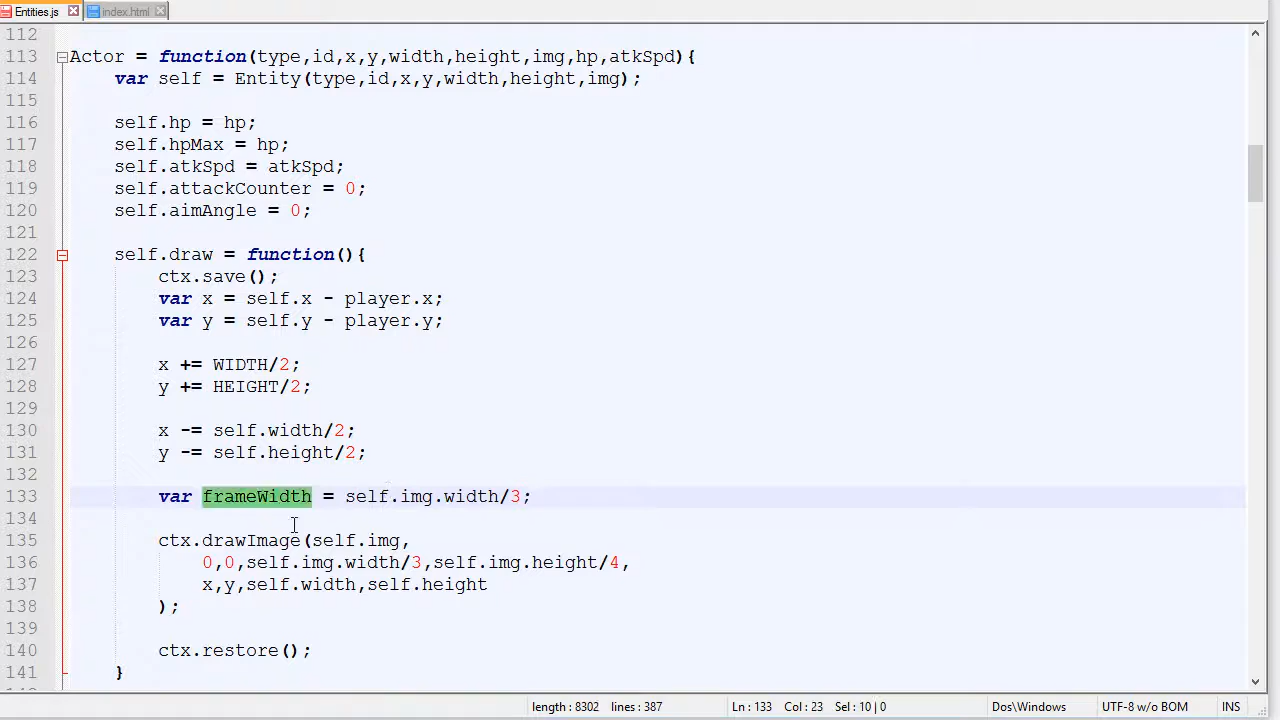 Entities.js index.html
112
113 Actor = function(type,id,x,y,width,height,img,hp,atkSpd){
114 var self = Entity(type,id,x,y,width,height,img);
115
116 self.hp = hp;
117 self.hpMax = hp;
118 self.atkSpd = atkSpd;
119 self.attackCounter = 0;
120 self.aimAngle = 0;
121
122 self.draw = function(){
123 ctx.save();
124 var x = self.x - player.x;
125 var y = self.y - player.y;
126
127 x += WIDTH/2;
128 y += HEIGHT/2;
129
130 x -= self.width/2;
131 y -= self.height/2;
132
133 var frameWidth = self.img.width/3;
134
135 ctx.drawImage(self.img,
136 0,0,self.img.width/3,self.img.height/4,
137 x,y,self.width,self.height
138 );
139
140 ctx.restore();
141 }
length : 8302 lines : 387 Ln : 133 Col : 23 Sel : 10 | 0 Dos\Windows UTF-8 w/o BOM INS